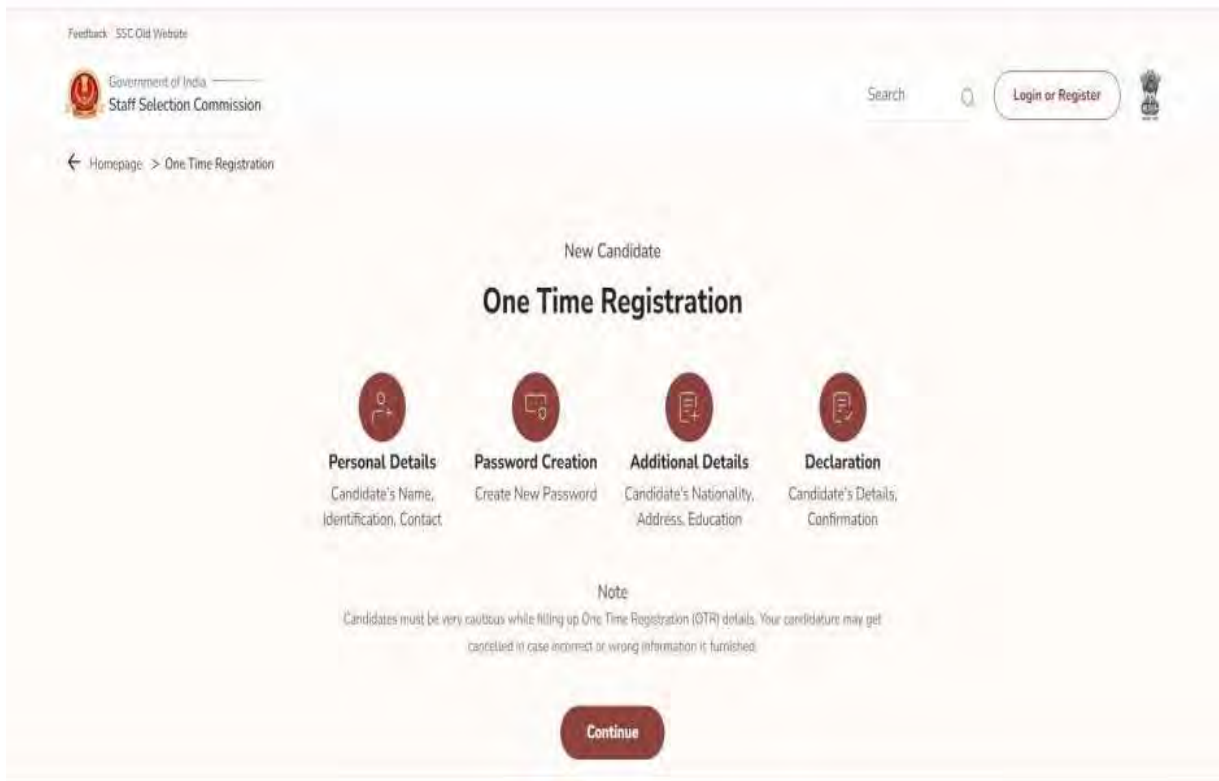 Feedback SSC Old Website
Government of India
Staff Selection Commission
Search
Login or Register
Homepage > One Time Registration
New Candidate
One Time Registration
Personal Details
Candidate's Name,
Identification, Contact
Password Creation
Create New Password
Additional Details
Candidate's Nationality,
Address, Education
Declaration
Candidate's Details,
Confirmation
Note
Candidates must be very cautious while filling up One Time Registration (OTR) details. Your candidature may get
cancelled in case incorrect or wrong information is furnished.
Continue